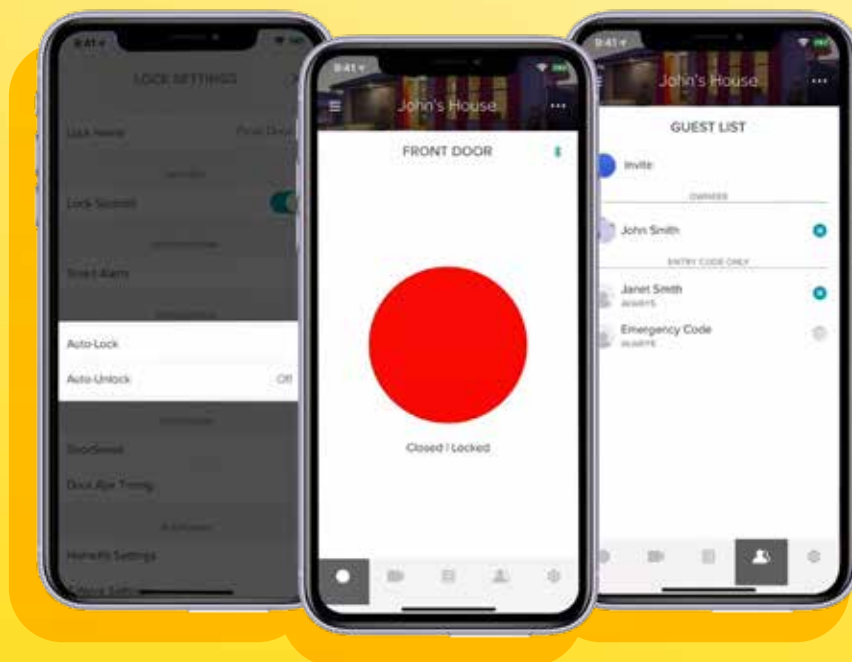 9:41
LOCK SETTINGS
Lock Name
Front Door
Lock Sounds
Smart Alerts
Auto-Lock
Auto-Unlock Off
DoorSense
Door Ajar Timing
HomeKit Settings
9:41
John's House
FRONT DOOR
Closed | Locked
9:41
John's House
GUEST LIST
Invite
OWNERS
John Smith
ENTRY CODE ONLY
Janet Smith
ALWAYS
Emergency Code
ALWAYS